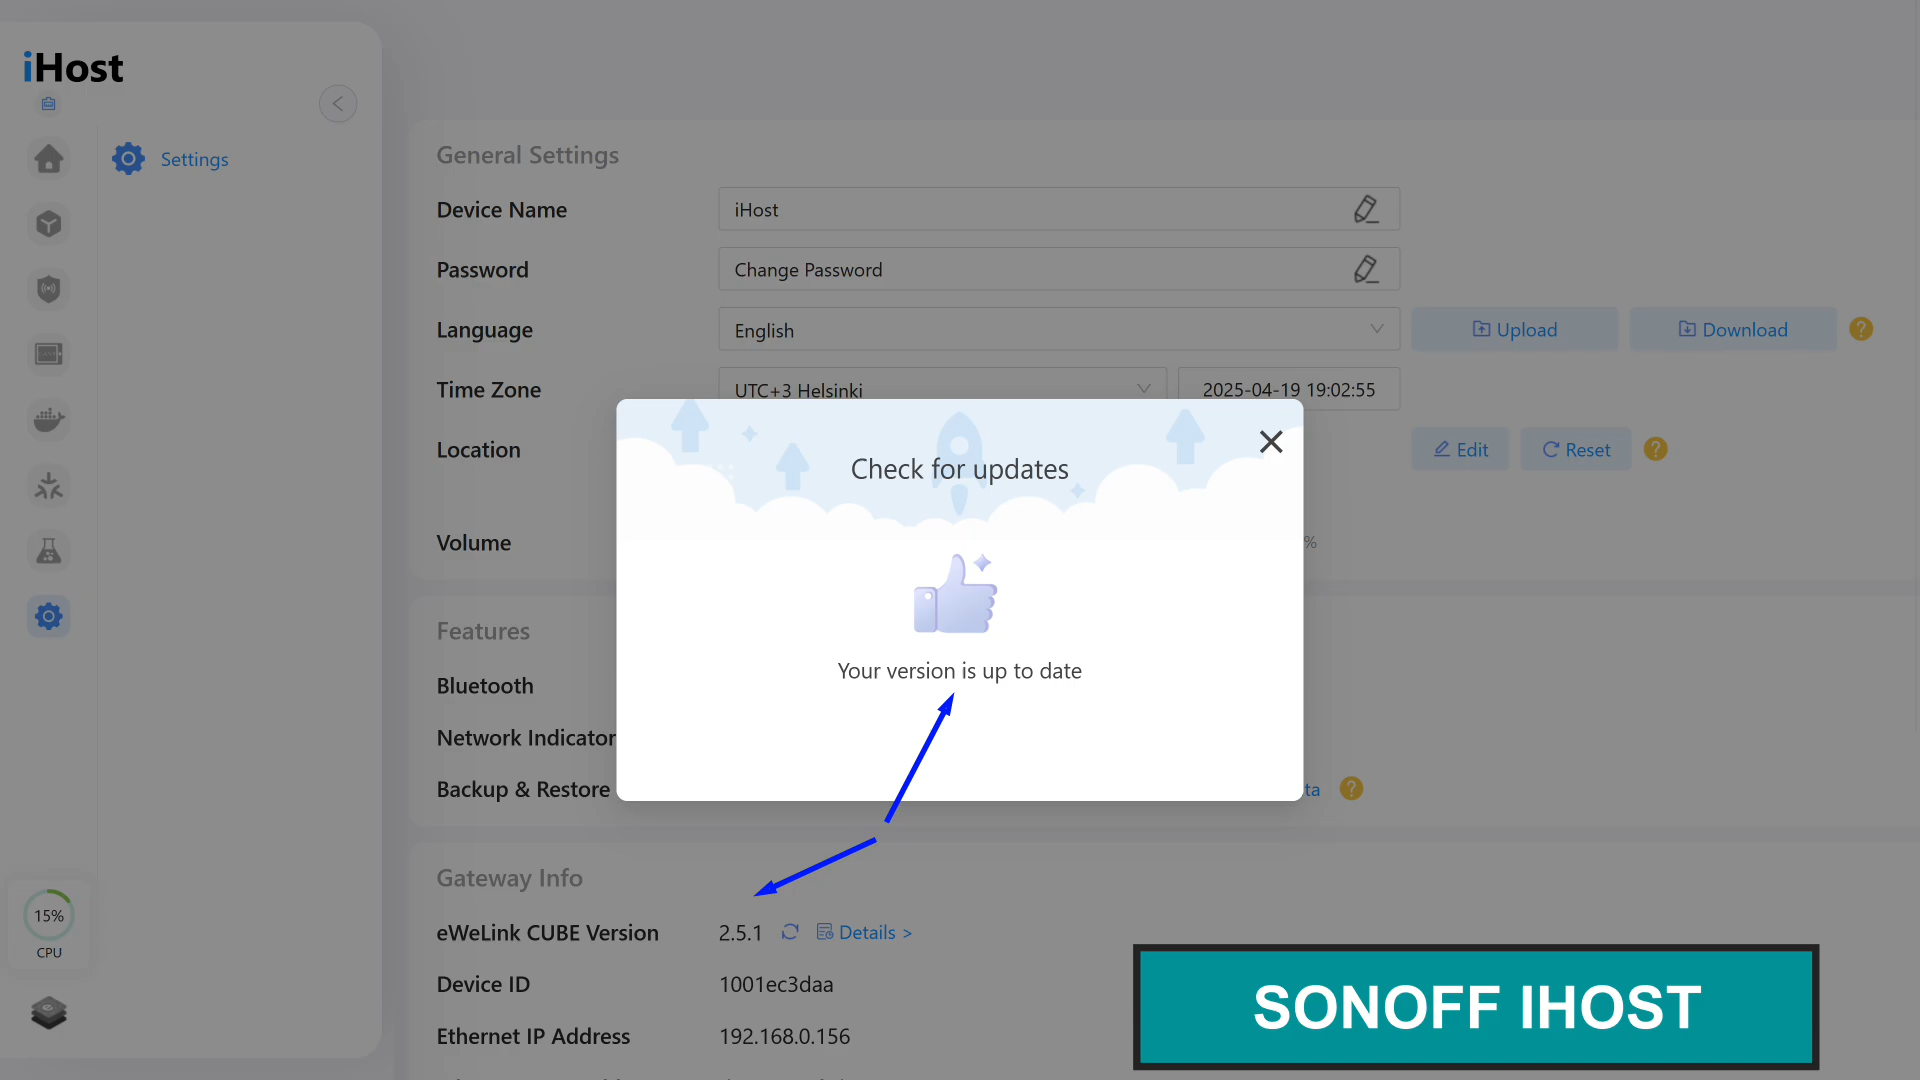 iHost
Settings
General Settings
Device Name
iHost
Password
Change Password
Language
English
Upload
Download
?
Time Zone
UTC+3 Helsinki
2025-04-19 19:02:55
Location
Edit
Reset
?
Check for updates
Volume
%
Features
Your version is up to date
Bluetooth
Network Indicator
Backup & Restore
ta
?
Gateway Info
15%
CPU
eWeLink CUBE Version
2.5.1
Details >
Device ID
1001ec3daa
Ethernet IP Address
192.168.0.156
SONOFF IHOST